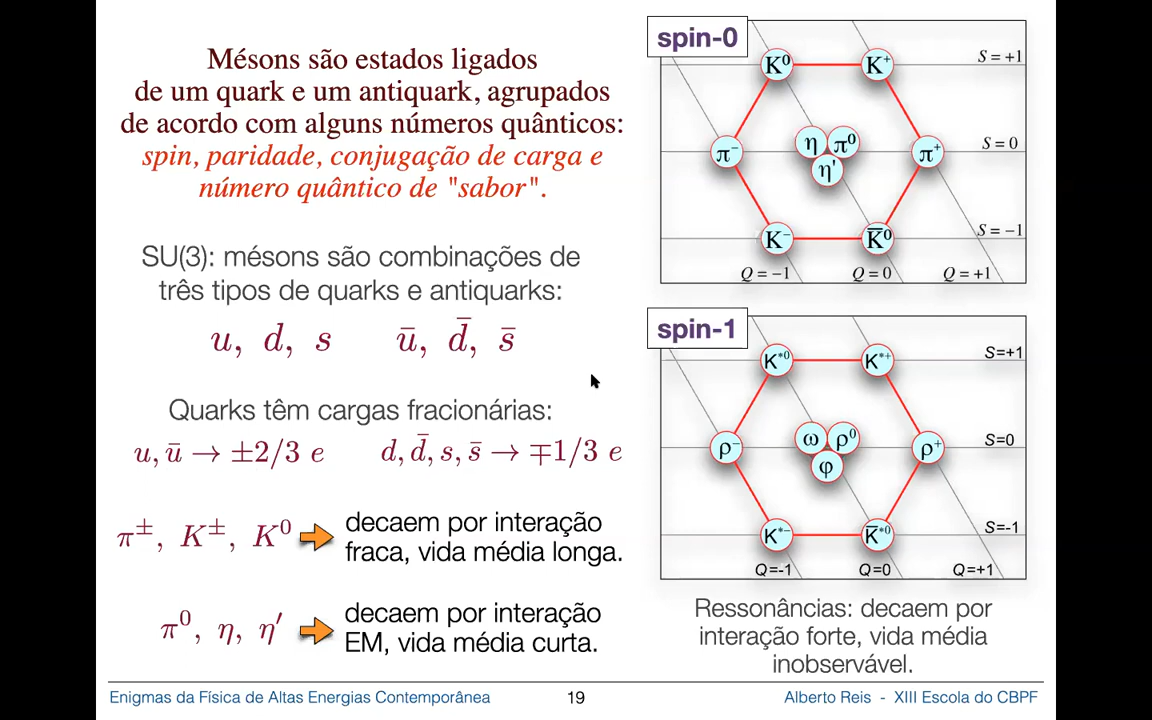 Mésons são estados ligados
de um quark e um antiquark, agrupados
de acordo com alguns números quânticos:
spin, paridade, conjugação de carga e
número quântico de "sabor".
SU(3): mésons são combinações de
três tipos de quarks e antiquarks:
u, d, s ū, d̄, s̄
Quarks têm cargas fracionárias:
u, ū → ±2/3 e d, d̄, s, s̄ → ∓1/3 e
π±, K±, K⁰
decaem por interação
fraca, vida média longa.
π⁰, η, η′
decaem por interação
EM, vida média curta.
spin-0
K⁰ K⁺ S = +1
π⁻ η π⁰ η' π⁺ S = 0
K⁻ K̄⁰ S = −1
Q = −1 Q = 0 Q = +1
spin-1
K*⁰ K*⁺ S=+1
ρ⁻ ω ρ⁰ φ ρ⁺ S=0
K*⁻ K̄*⁰ S=-1
Q=-1 Q=0 Q=+1
Ressonâncias: decaem por
interação forte, vida média
inobservável.
Enigmas da Física de Altas Energias Contemporânea 19 Alberto Reis - XIII Escola do CBPF